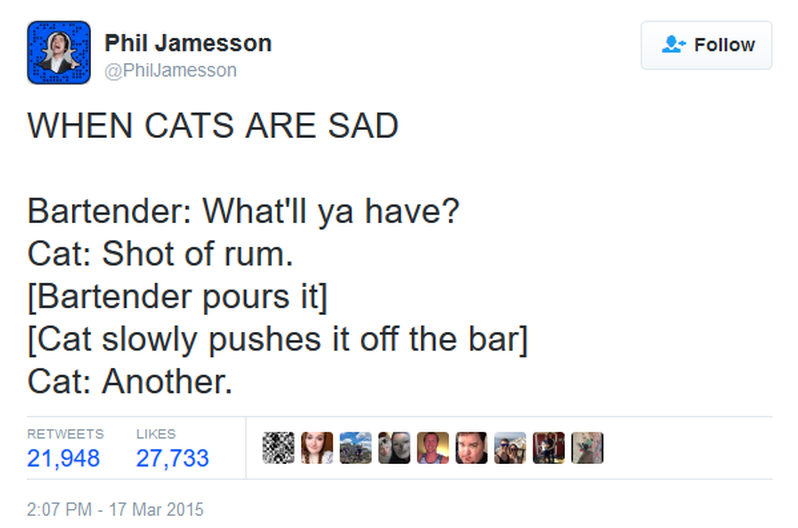 Phil Jamesson
@PhilJamesson
Follow
WHEN CATS ARE SAD
Bartender: What'll ya have?
Cat: Shot of rum.
[Bartender pours it]
[Cat slowly pushes it off the bar]
Cat: Another.
RETWEETS LIKES
21,948 27,733
2:07 PM - 17 Mar 2015